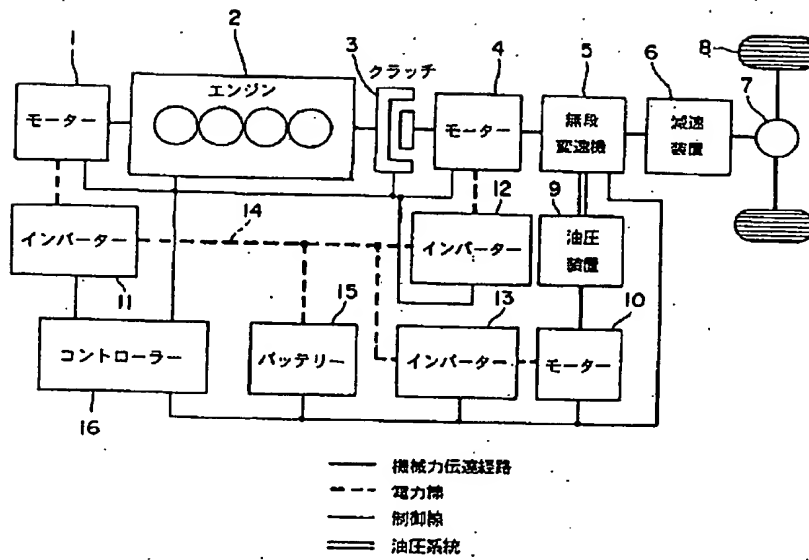 1
2
エンジン
3
クラッチ
4
5
6
7
8
モーター
モーター
無段
変速機
減速
装置
9
油圧
装置
10
モーター
11
インバーター
12
インバーター
13
インバーター
14
15
バッテリー
16
コントローラー
機械力伝達経路
電力線
制御線
油圧系統